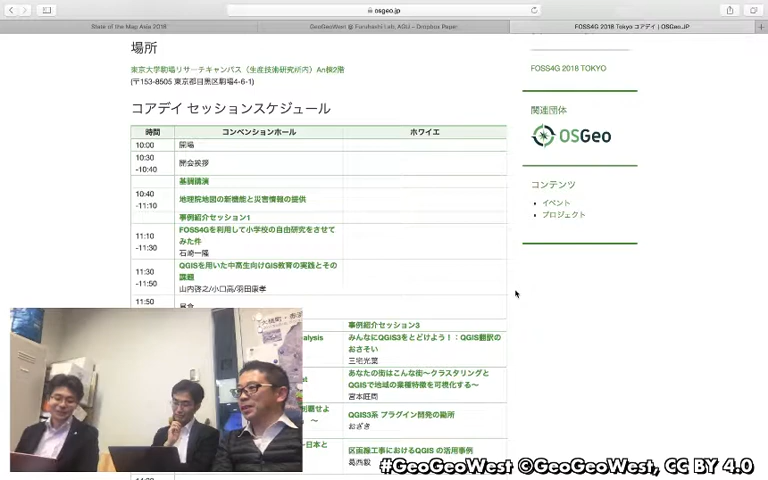 osgeo.jp
State of the Map Asia 2018
GeoGeoWest @ Furuhashi Lab, AGU - Dropbox Paper
FOSS4G 2018 Tokyo コアデイ | OSGeo.JP
場所
東京大学駒場リサーチキャンパス（生産技術研究所内）An棟2階
(〒153-8505 東京都目黒区駒場4-6-1)
コアデイ セッションスケジュール
時間 コンベンションホール ホワイエ
10:00 開場
10:30
-10:40
開会挨拶
基調講演
10:40
-11:10
地理院地図の新機能と災害情報の提供
事例紹介セッション1
11:10
-11:30
FOSS4Gを利用して小学校の自由研究をさせて
みた件
石崎一隆
11:30
-11:50
QGISを用いた中高生向けGIS教育の実践とその
課題
山内啓之/小口高/羽田康孝
11:50
昼食
事例紹介セッション3
alysis
みんなにQGIS3をとどけよう！：QGIS翻訳の
おさそい
三宅光葉
あなたの街はこんな街〜クラスタリングと
QGISで地域の業種特徴を可視化する〜
宮本旺同
QGIS3系 プラグイン開発の勘所
おざき
区画線工事におけるQGIS の活用事例
葛西毅
FOSS4G 2018 TOKYO
関連団体
OSGeo
コンテンツ
イベント
プロジェクト
#GeoGeoWest ©GeoGeoWest, CC BY 4.0